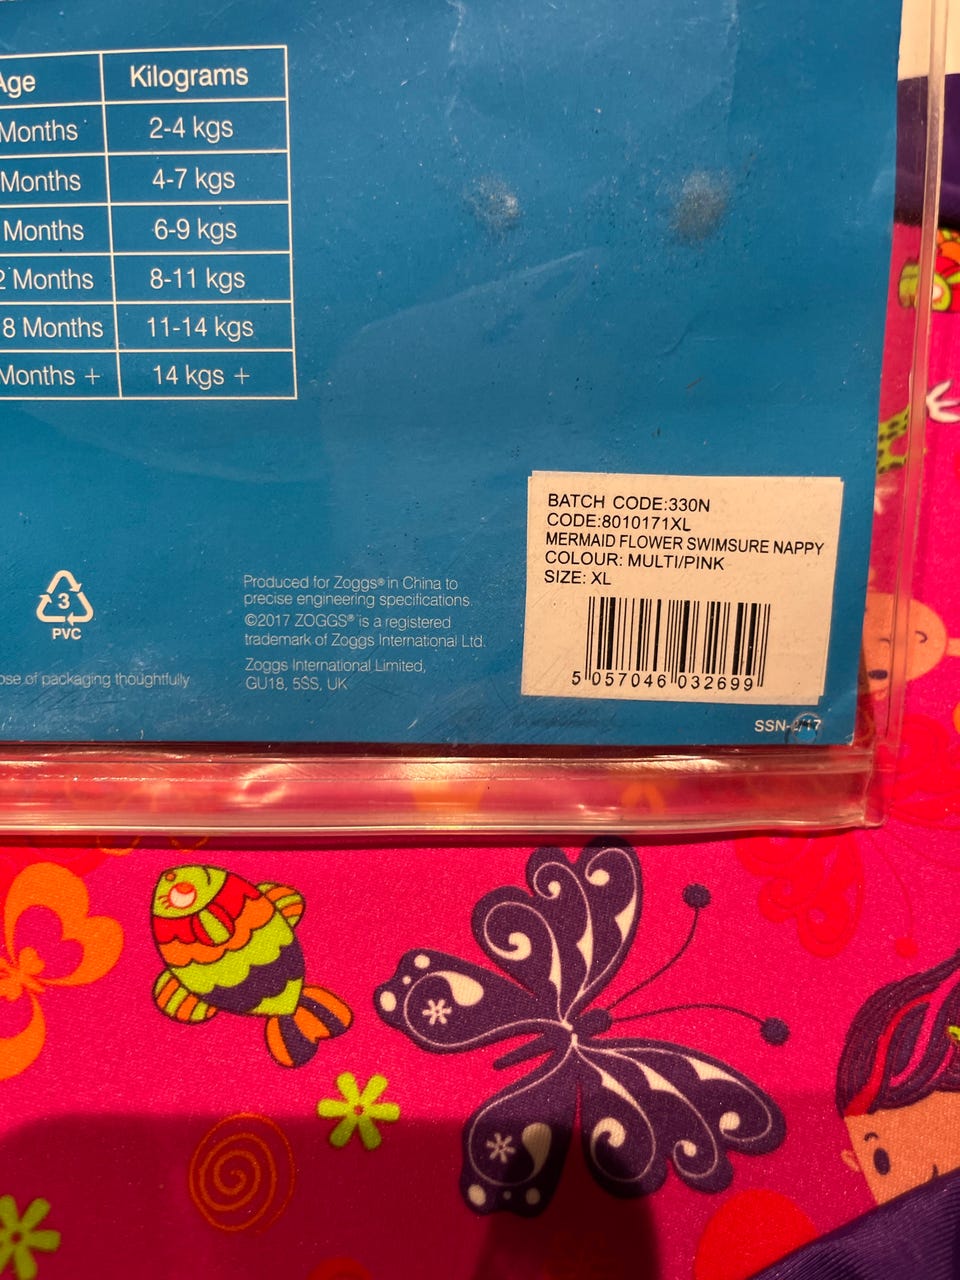 Age Kilograms
Months 2-4 kgs
Months 4-7 kgs
Months 6-9 kgs
2 Months 8-11 kgs
8 Months 11-14 kgs
Months + 14 kgs +
BATCH CODE:330N
CODE:8010171XL
MERMAID FLOWER SWIMSURE NAPPY
COLOUR: MULTI/PINK
SIZE: XL
5 057046 032699
3
PVC
Produced for Zoggs® in China to
precise engineering specifications.
©2017 ZOGGS® is a registered
trademark of Zoggs International Ltd.
Zoggs International Limited,
GU18, 5SS, UK
of packaging thoughtfully